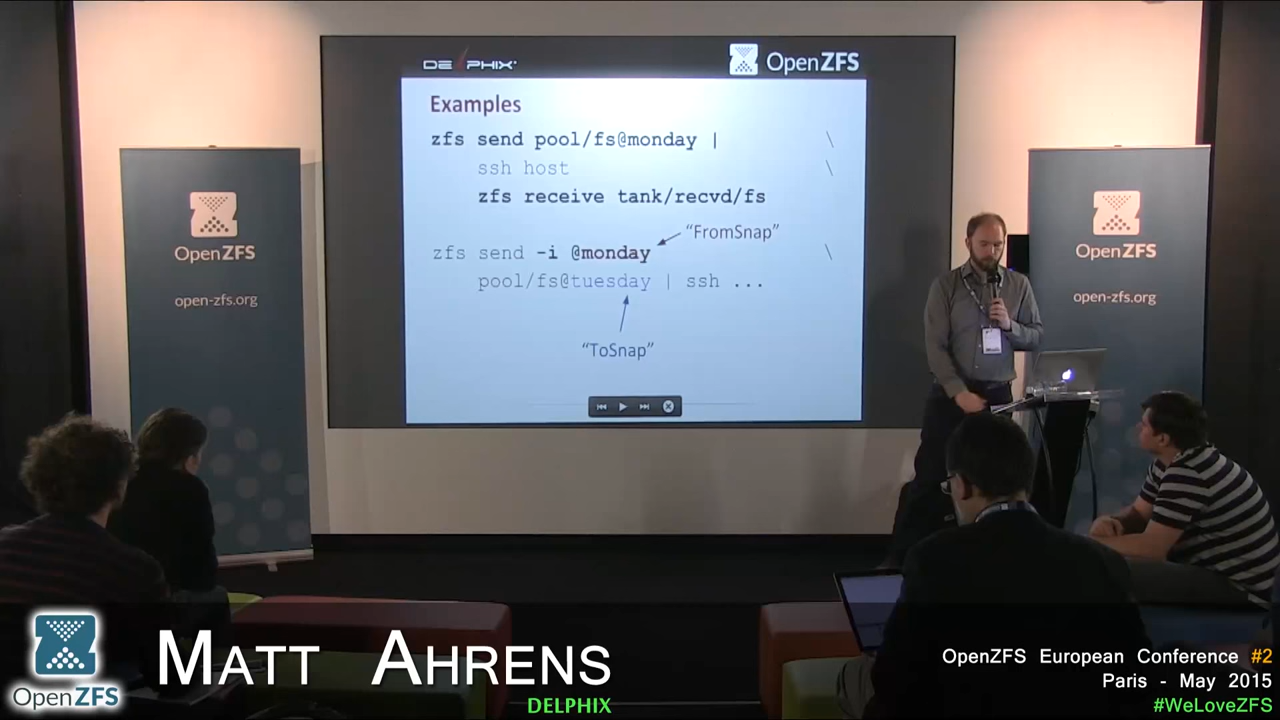 DELPHIX
OpenZFS
Examples
zfs send pool/fs@monday | \
ssh host \
zfs receive tank/recvd/fs
“FromSnap”
zfs send -i @monday \
pool/fs@tuesday | ssh ...
“ToSnap”
OpenZFS
open-zfs.org
OpenZFS
open-zfs.org
OpenZFS
MATT AHRENS
DELPHIX
OpenZFS European Conference #2
Paris - May 2015
#WeLoveZFS